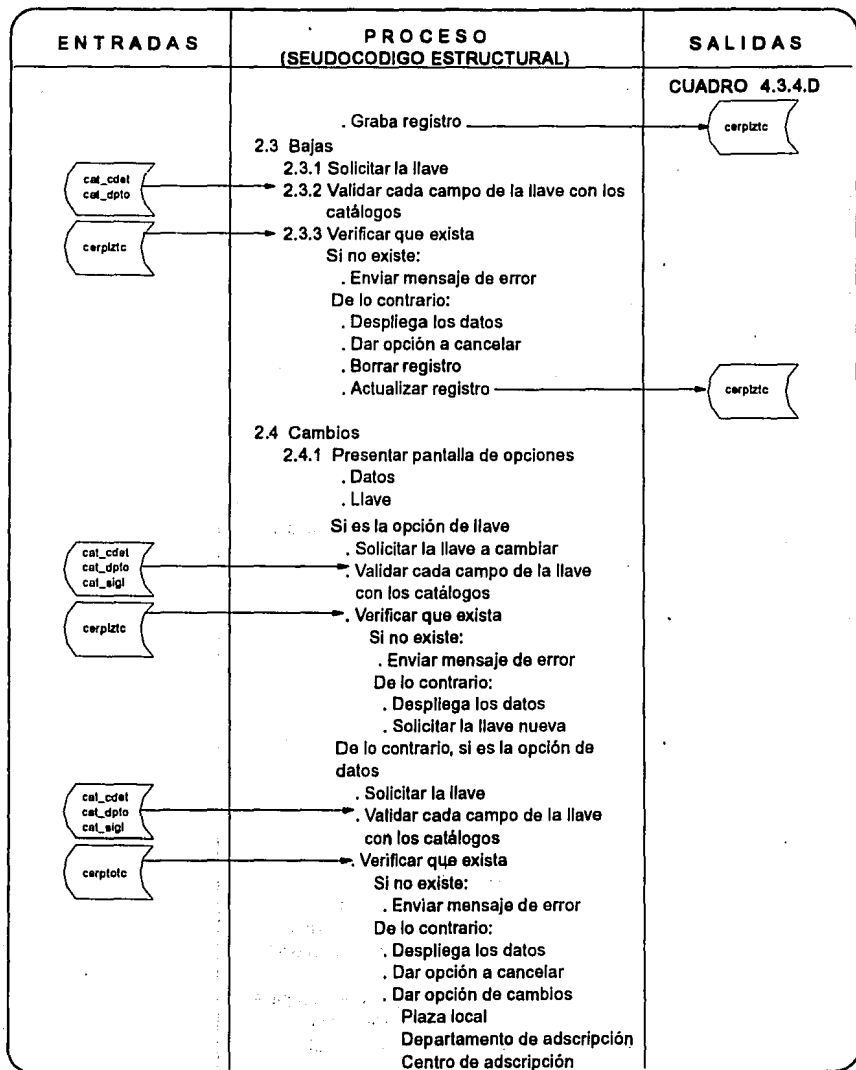 ENTRADAS
PROCESO
(SEUDOCODIGO ESTRUCTURAL)
SALIDAS
CUADRO 4.3.4.D
. Graba registro
cerplztc
2.3 Bajas
2.3.1 Solicitar la llave
cat_cdet
cat_dpto
2.3.2 Validar cada campo de la llave con los
catálogos
cerplztc
2.3.3 Verificar que exista
Si no existe:
. Enviar mensaje de error
De lo contrario:
. Despliega los datos
. Dar opción a cancelar
. Borrar registro
. Actualizar registro
cerplztc
2.4 Cambios
2.4.1 Presentar pantalla de opciones
. Datos
. Llave
Si es la opción de llave
. Solicitar la llave a cambiar
cat_cdet
cat_dpto
cat_sigl
. Validar cada campo de la llave
con los catálogos
cerplztc
. Verificar que exista
Si no existe:
. Enviar mensaje de error
De lo contrario:
. Despliega los datos
. Solicitar la llave nueva
De lo contrario, si es la opción de
datos
. Solicitar la llave
cat_cdet
cat_dpto
cat_sigl
. Validar cada campo de la llave
con los catálogos
cerptotc
. Verificar que exista
Si no existe:
. Enviar mensaje de error
De lo contrario:
. Despliega los datos
. Dar opción a cancelar
. Dar opción de cambios
Plaza local
Departamento de adscripción
Centro de adscripción